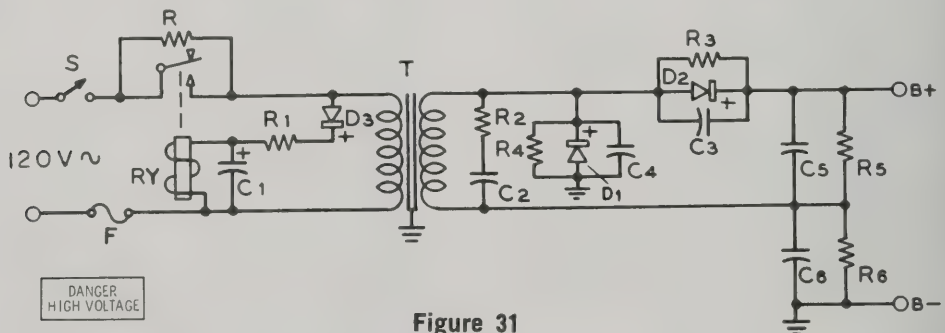 R
S
T
R3
D2
+
B+
R1
D3
+
R2
R4
+
C3
120V~
RY
+
C1
C2
D1
C4
C5
R5
F
C6
R6
DANGER
HIGH VOLTAGE
B-
Figure 31